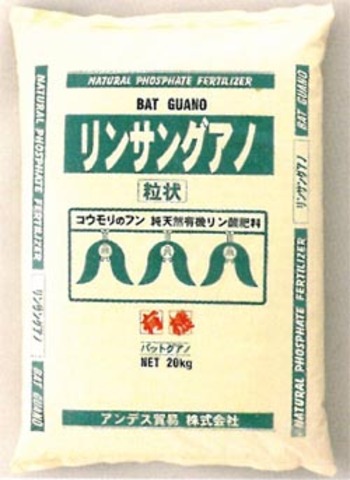 NATURAL PHOSPHATE FERTILIZER
BAT GUANO
リンサングアノ
粒状
コウモリのフン 純天然有機リン酸肥料
バットグアノ
NET 20kg
アンデス貿易 株式会社
NATURAL PHOSPHATE FERTILIZER
リンサングアノ
BAT GUANO
BAT GUANO
リンサングアノ
NATURAL PHOSPHATE FERTILIZER